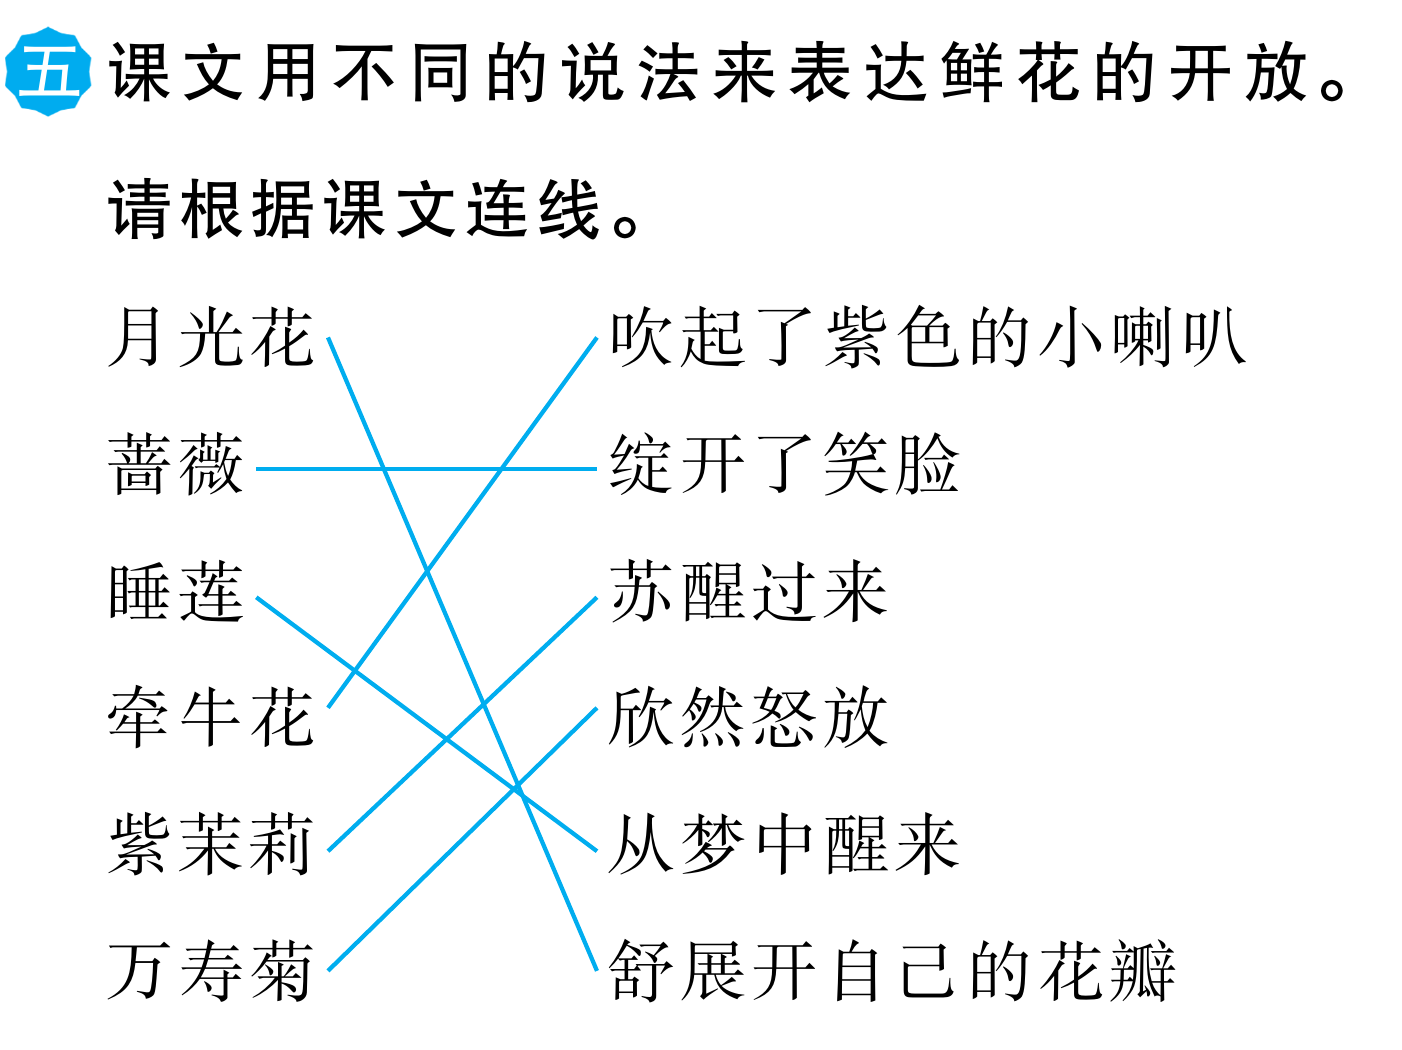 五 课文用不同的说法来表达鲜花的开放。
请根据课文连线。
月光花 吹起了紫色的小喇叭
蔷薇 绽开了笑脸
睡莲 苏醒过来
牵牛花 欣然怒放
紫茉莉 从梦中醒来
万寿菊 舒展开自己的花瓣